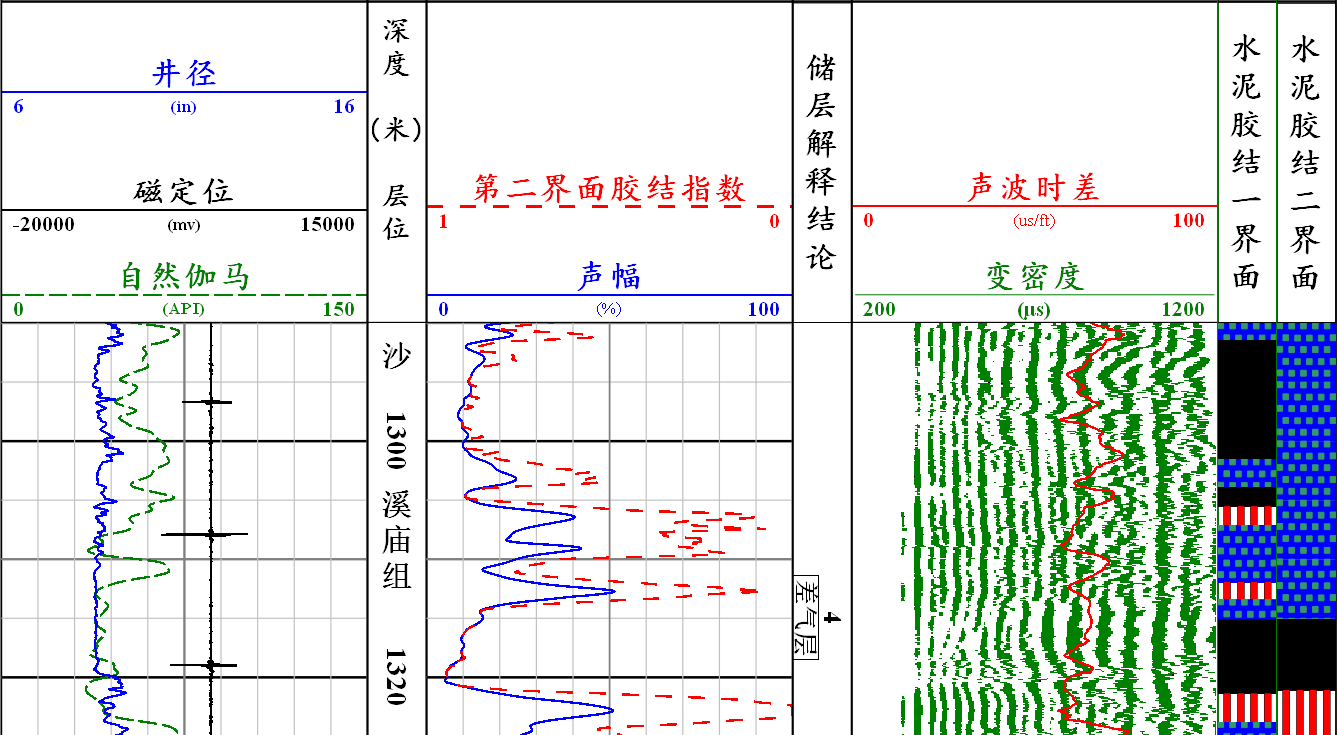 井径
6 (in) 16
磁定位
-20000 (mv) 15000
自然伽马
0 (API) 150
深度
(米)
层位
第二界面胶结指数
1 0
声幅
0 (%) 100
储层解释结论
声波时差
0 (us/ft) 100
变密度
200 (μs) 1200
水泥胶结一界面
水泥胶结二界面
沙
1300
溪庙组
1320
4
差气层